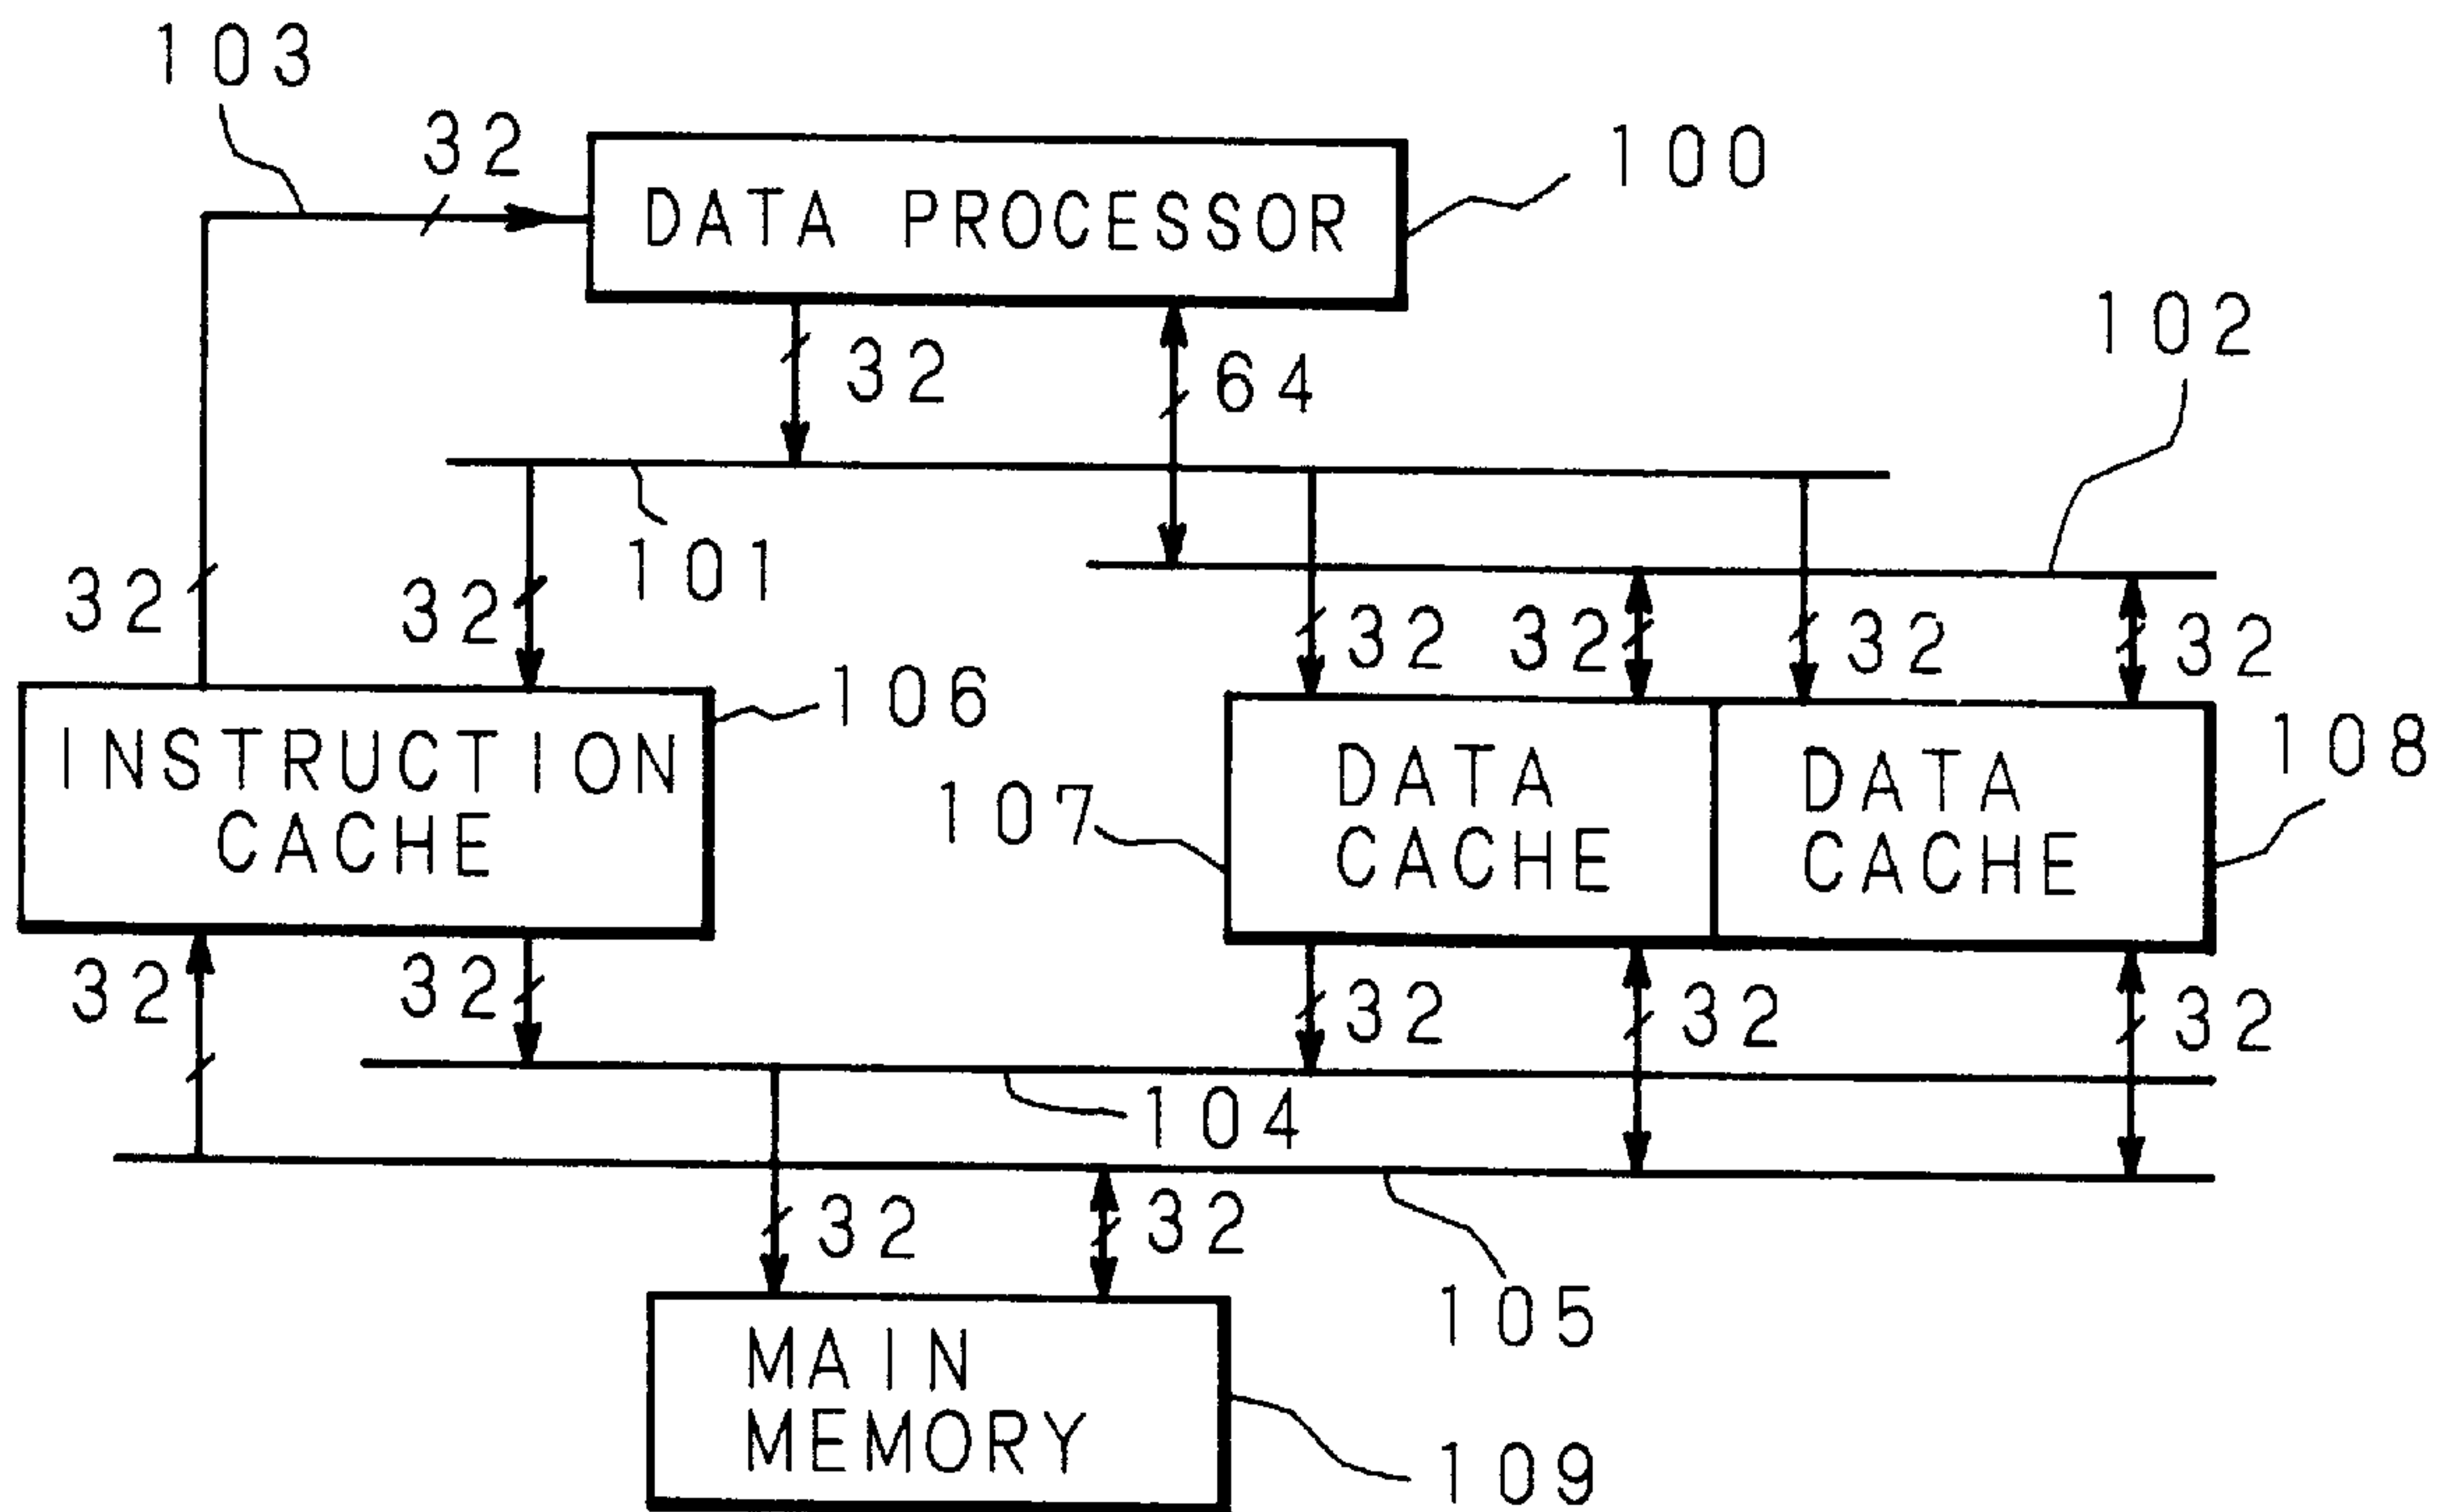 103
32
100
DATA PROCESSOR
102
32
64
101
32
32
32
32
32
32
106
108
INSTRUCTION
CACHE
107
DATA
CACHE
DATA
CACHE
32
32
32
32
32
104
32
32
105
MAIN
MEMORY
109